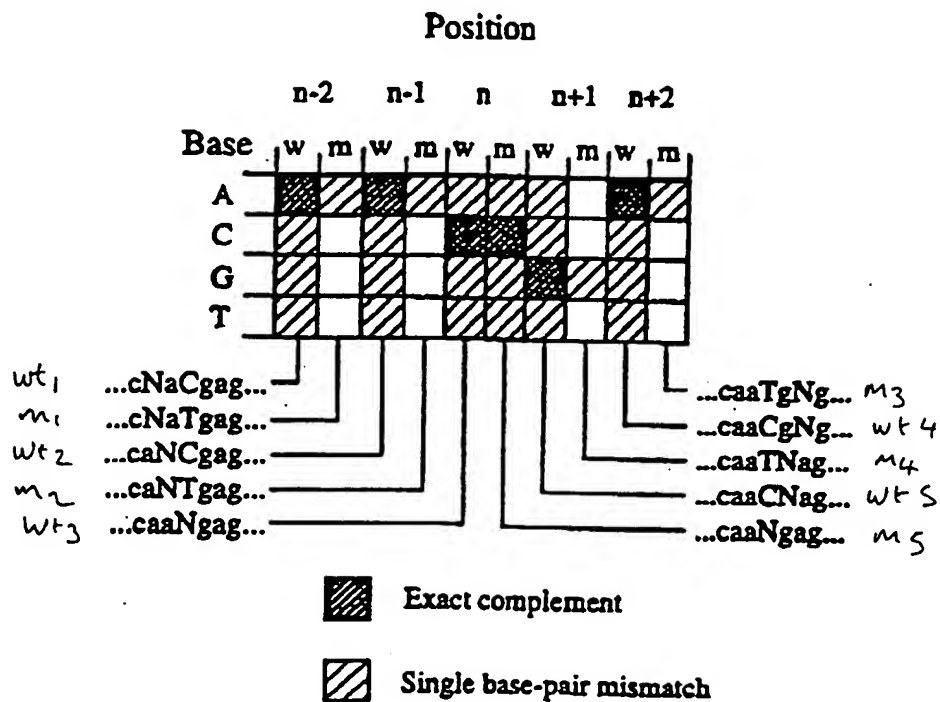 Position
n-2 n-1 n n+1 n+2
Base w m w m w m w m w m
A
C
G
T
wt1 ...cNaCgag...
m1 ...cNaTgag...
wt2 ...caNCgag...
m2 ...caNTgag...
wt3 ...caaNgag...
...caaTgNg... m3
...caaCgNg... wt4
...caaTNag... m4
...caaCNag... wt5
...caaNgag... m5
Exact complement
Single base-pair mismatch